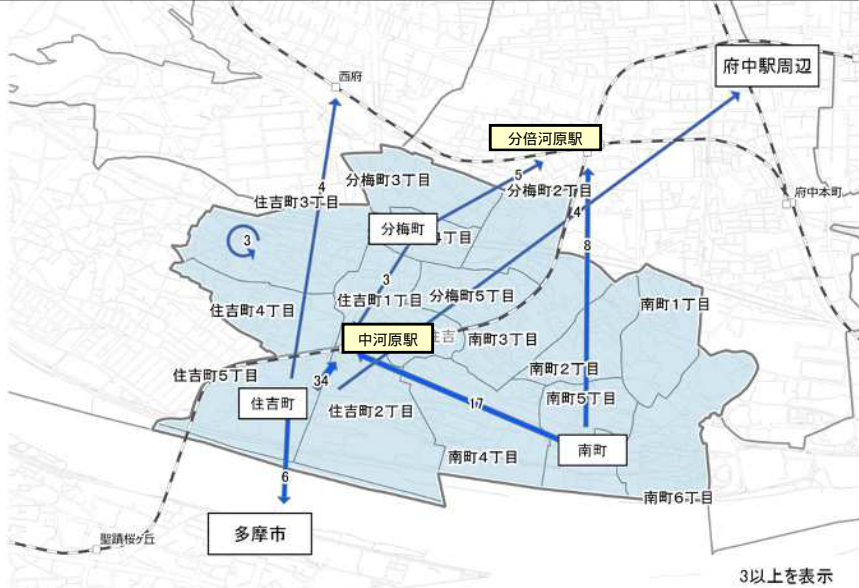 西府
府中駅周辺
分倍河原駅
分梅町3丁目
5
分梅町2丁目
4
住吉町3丁目
府中本町
4
分梅町
4丁目
3
8
3
住吉町1丁目
分梅町5丁目
南町1丁目
住吉町4丁目
中河原駅
住吉
南町3丁目
南町2丁目
住吉町5丁目
34
住吉町2丁目
17
南町5丁目
住吉町
南町4丁目
南町
6
南町6丁目
多摩市
聖蹟桜ヶ丘
3以上を表示